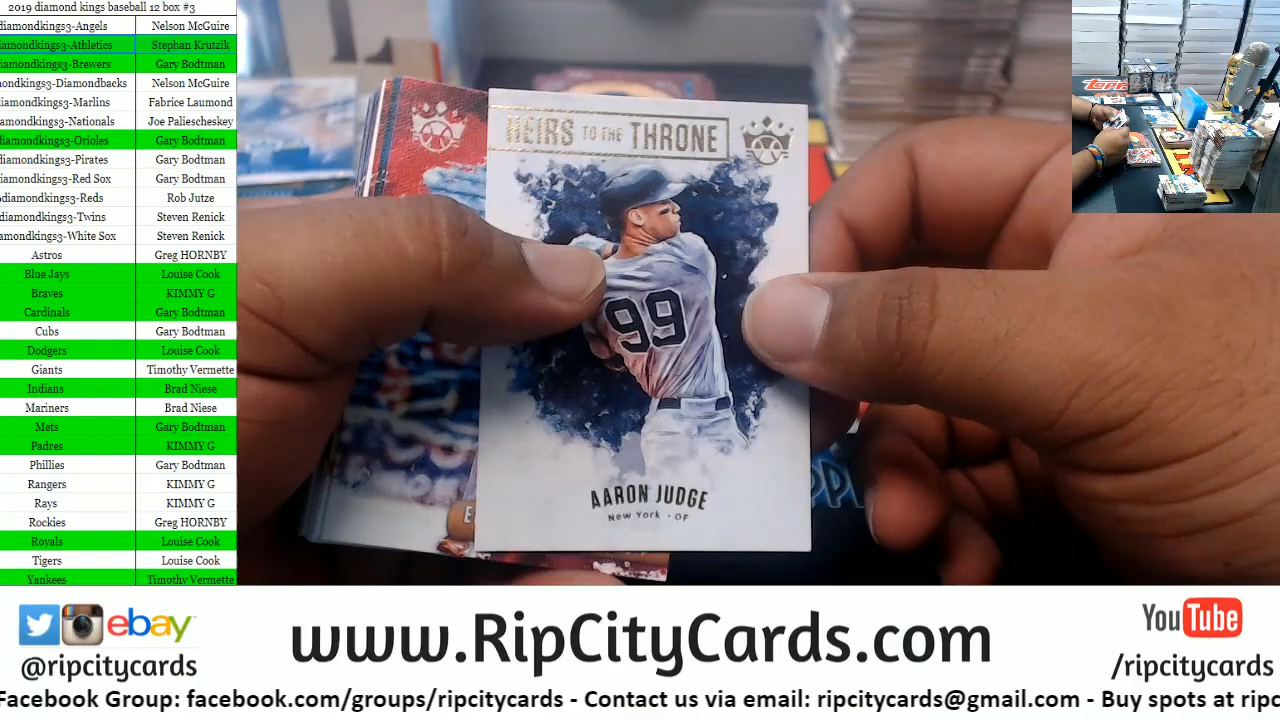 2019 diamond kings baseball 12 box #3
diamondkings3-Angels Nelson McGuire
iamondkings3-Athletics Stephan Krutzik
diamondkings3-Brewers Gary Bodtman
mondkings3-Diamondbacks Nelson McGuire
iamondkings3-Marlins Fabrice Laumond
amondkings3-Nationals Joe Paliescheskey
diamondkings3-Orioles Gary Bodtman
diamondkings3-Pirates Gary Bodtman
diamondkings3-Red Sox Gary Bodtman
diamondkings3-Reds Rob Jutze
diamondkings3-Twins Steven Renick
amondkings3-White Sox Steven Renick
Astros Greg HORNBY
Blue Jays Louise Cook
Braves KIMMY G
Cardinals Gary Bodtman
Cubs Gary Bodtman
Dodgers Louise Cook
Giants Timothy Vermette
Indians Brad Niese
Mariners Brad Niese
Mets Gary Bodtman
Padres KIMMY G
Phillies Gary Bodtman
Rangers KIMMY G
Rays KIMMY G
Rockies Greg HORNBY
Royals Louise Cook
Tigers Louise Cook
Yankees Timothy Vermette
HEIRS TO THE THRONE
99
AARON JUDGE
New York - OF
E
Topps
ebay
@ripcitycards
www.RipCityCards.com
YouTube
/ripcitycards
Facebook Group: facebook.com/groups/ripcitycards - Contact us via email: ripcitycards@gmail.com - Buy spots at ripc